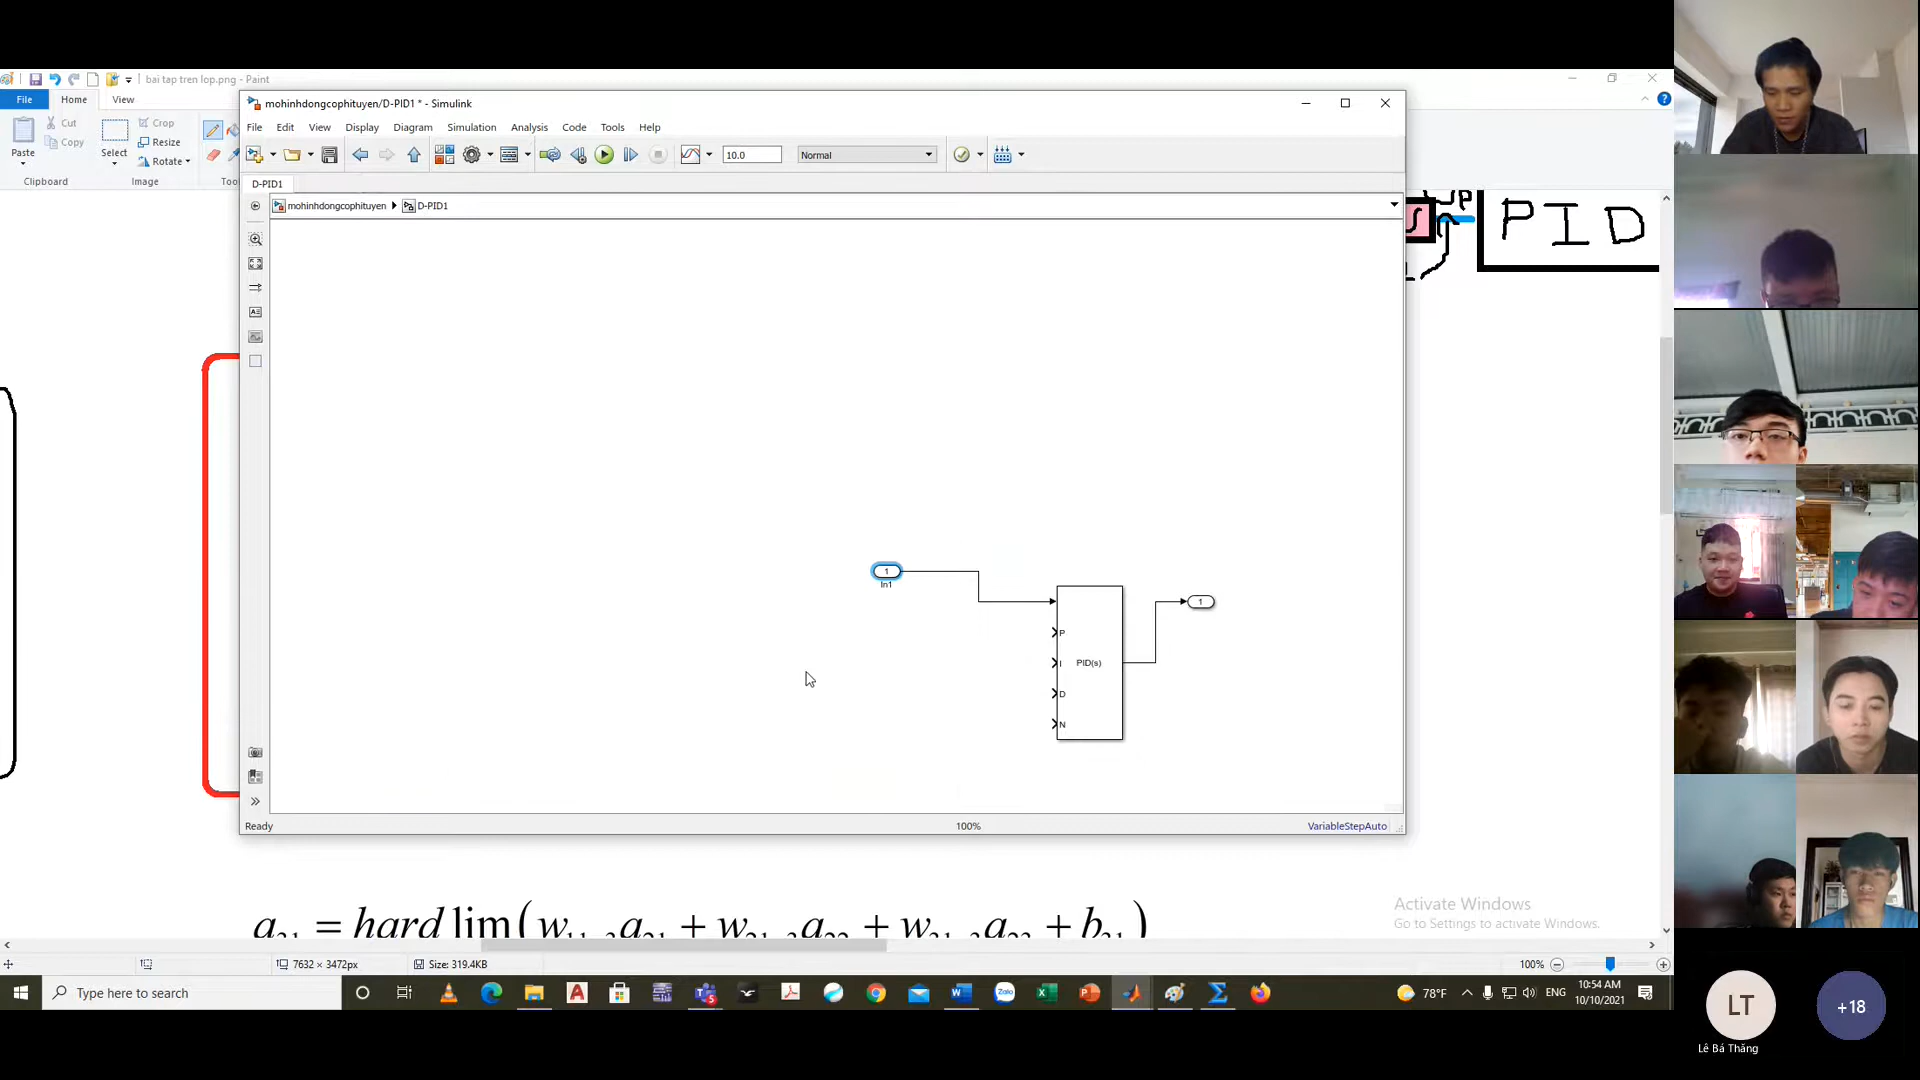 bai tap tren lop.png - Paint
File
Home
View
Paste
Cut
Copy
Clipboard
Select
Crop
Resize
Rotate
Image
mohinhdongcophituyen/D-PID1 * - Simulink
File Edit View Display Diagram Simulation Analysis Code Tools Help
10.0
Normal
D-PID1
mohinhdongcophituyen
D-PID1
PID
1
In1
P
I
D
N
PID(s)
1
Ready
100%
VariableStepAuto
Activate Windows
Go to Settings to activate Windows.
7632 × 3472px
Size: 319.4KB
100%
Type here to search
78°F
ENG
10:54 AM
10/10/2021
LT
Lê Bá Thăng
+18